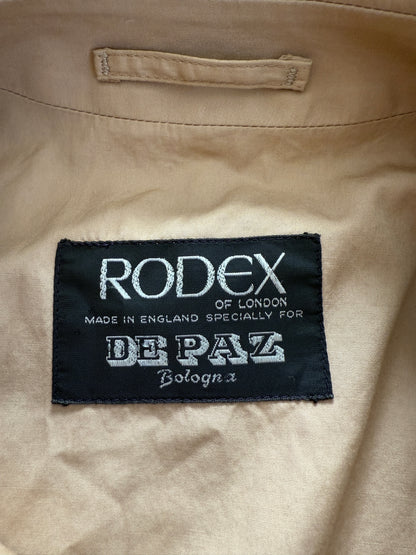 RODEX
OF LONDON
MADE IN ENGLAND SPECIALLY FOR
DE PAZ
Bologna